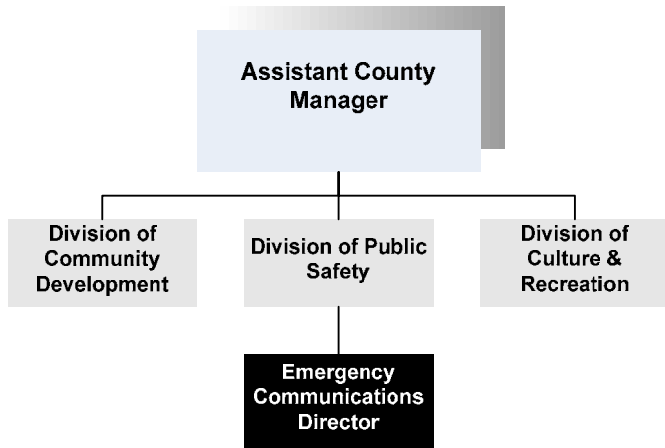 Assistant County
Manager
Division of
Community
Development
Division of Public
Safety
Division of
Culture &
Recreation
Emergency
Communications
Director